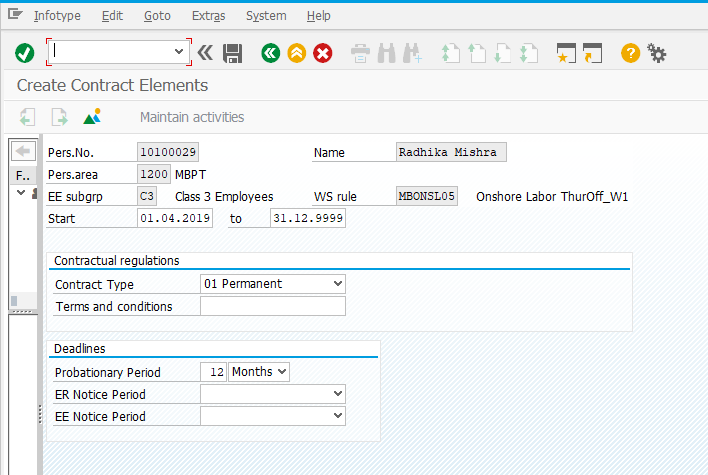 Infotype Edit Goto Extras System Help
Create Contract Elements
Maintain activities
F..
Pers.No. 10100029 Name Radhika Mishra
Pers.area 1200 MBPT
EE subgrp C3 Class 3 Employees WS rule MBONSL05 Onshore Labor ThurOff_W1
Start 01.04.2019 to 31.12.9999
Contractual regulations
Contract Type 01 Permanent
Terms and conditions
Deadlines
Probationary Period 12 Months
ER Notice Period
EE Notice Period